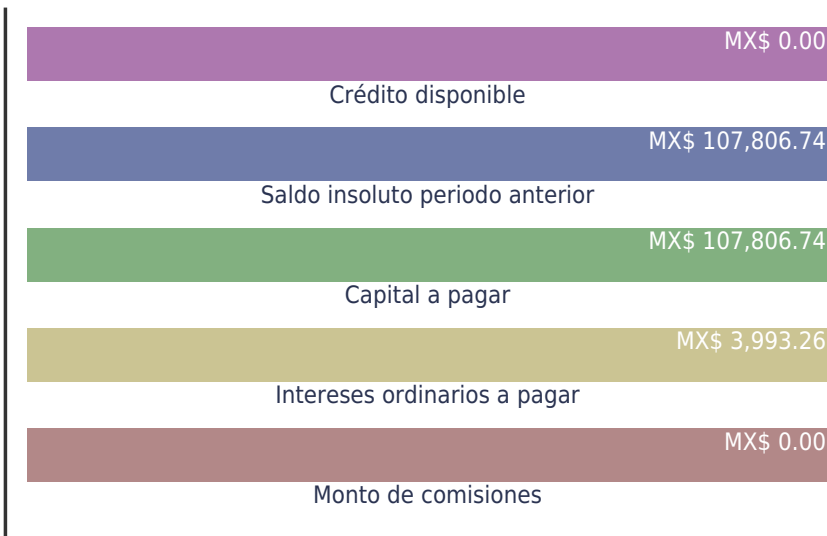 MX$ 0.00
Crédito disponible
MX$ 107,806.74
Saldo insoluto periodo anterior
MX$ 107,806.74
Capital a pagar
MX$ 3,993.26
Intereses ordinarios a pagar
MX$ 0.00
Monto de comisiones